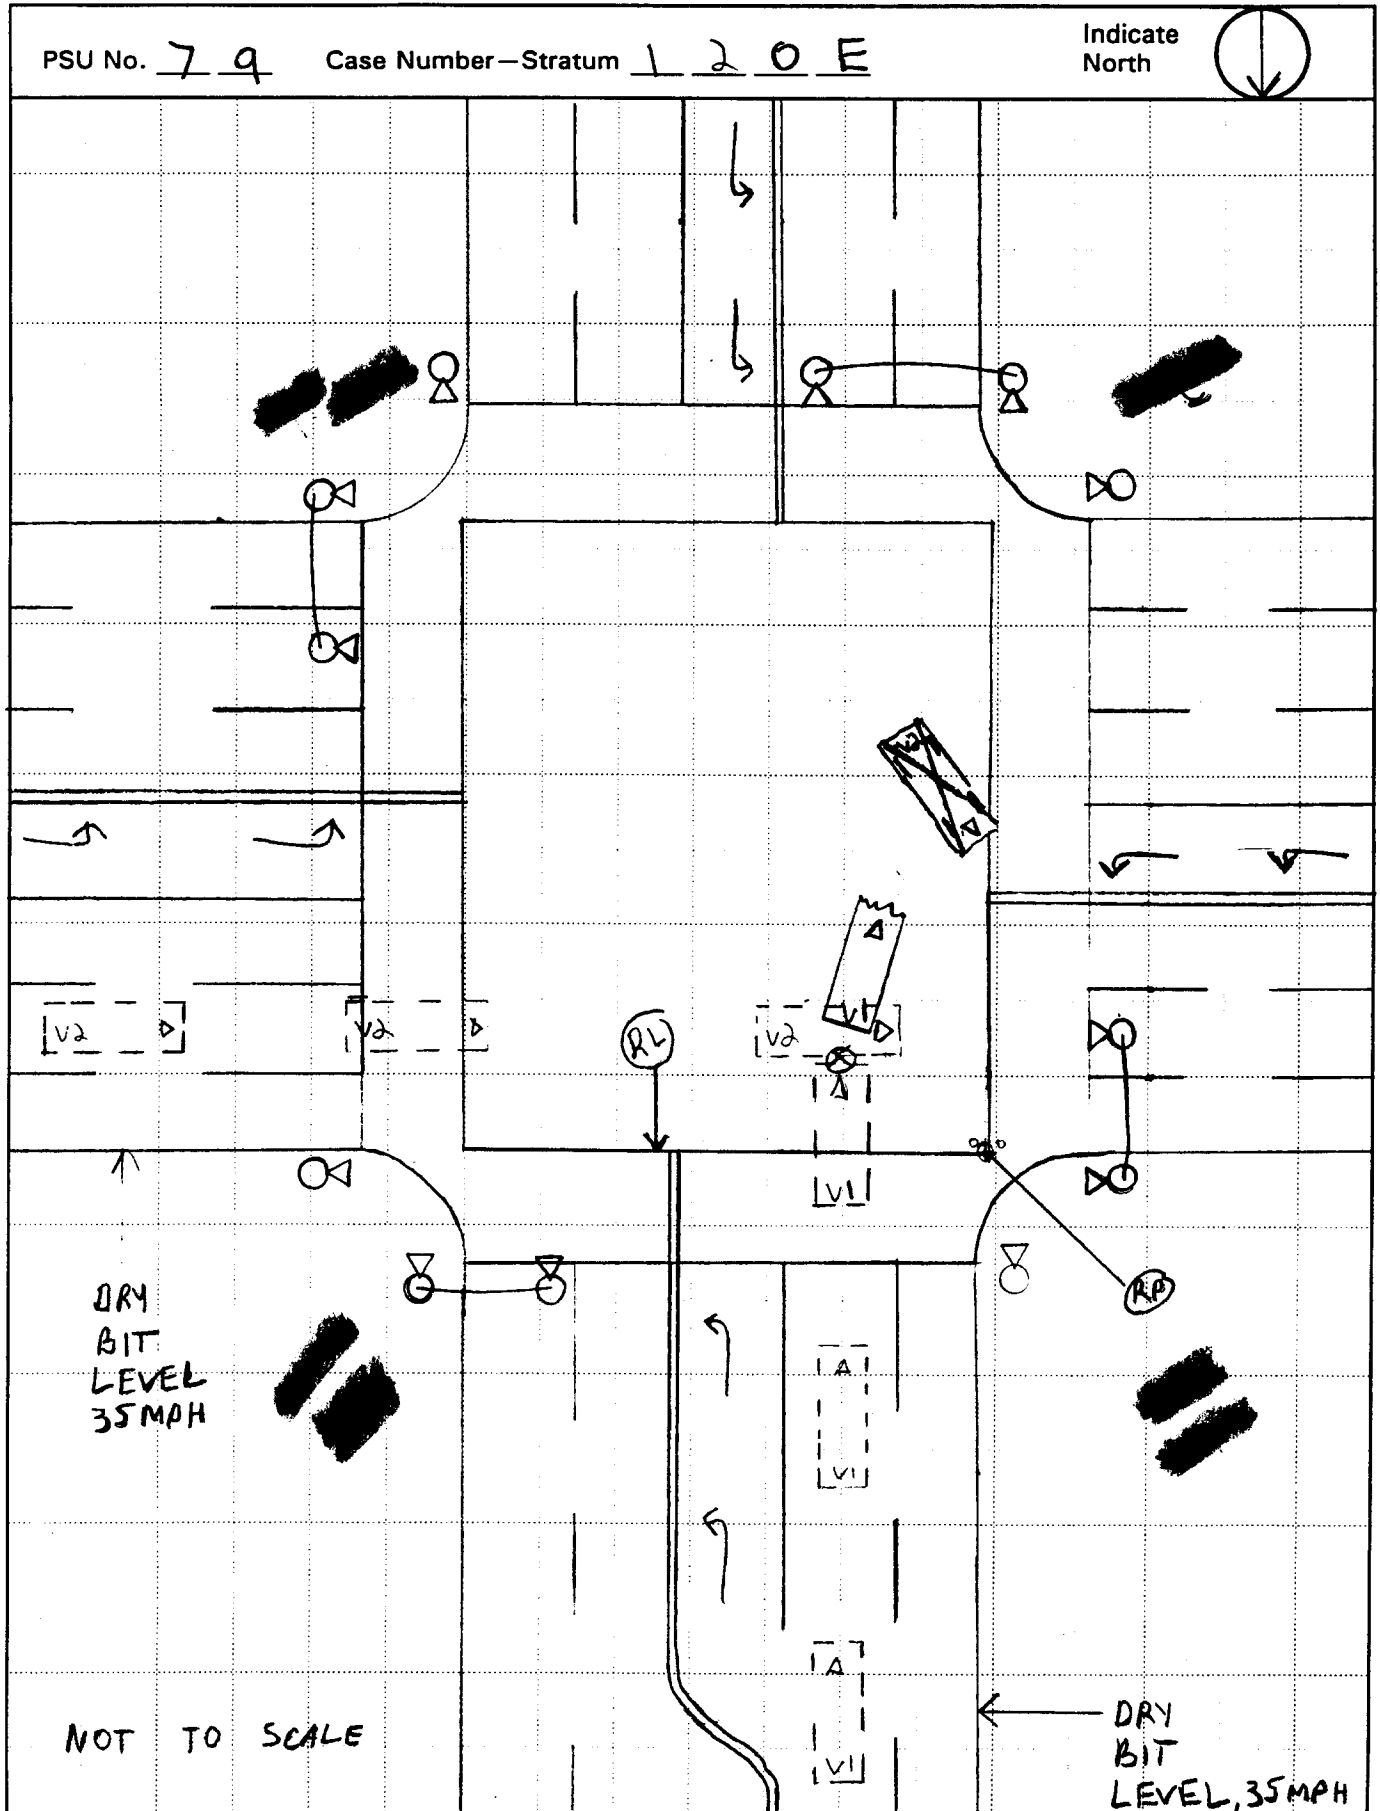 PSU No. 7 9 Case Number—Stratum 1 2 0 E
Indicate
North
V2
V2
V2
RL
V2
V1
V1
RP
DRY
BIT
LEVEL
35MPH
V1
V1
NOT TO SCALE
DRY
BIT
LEVEL, 35MPH